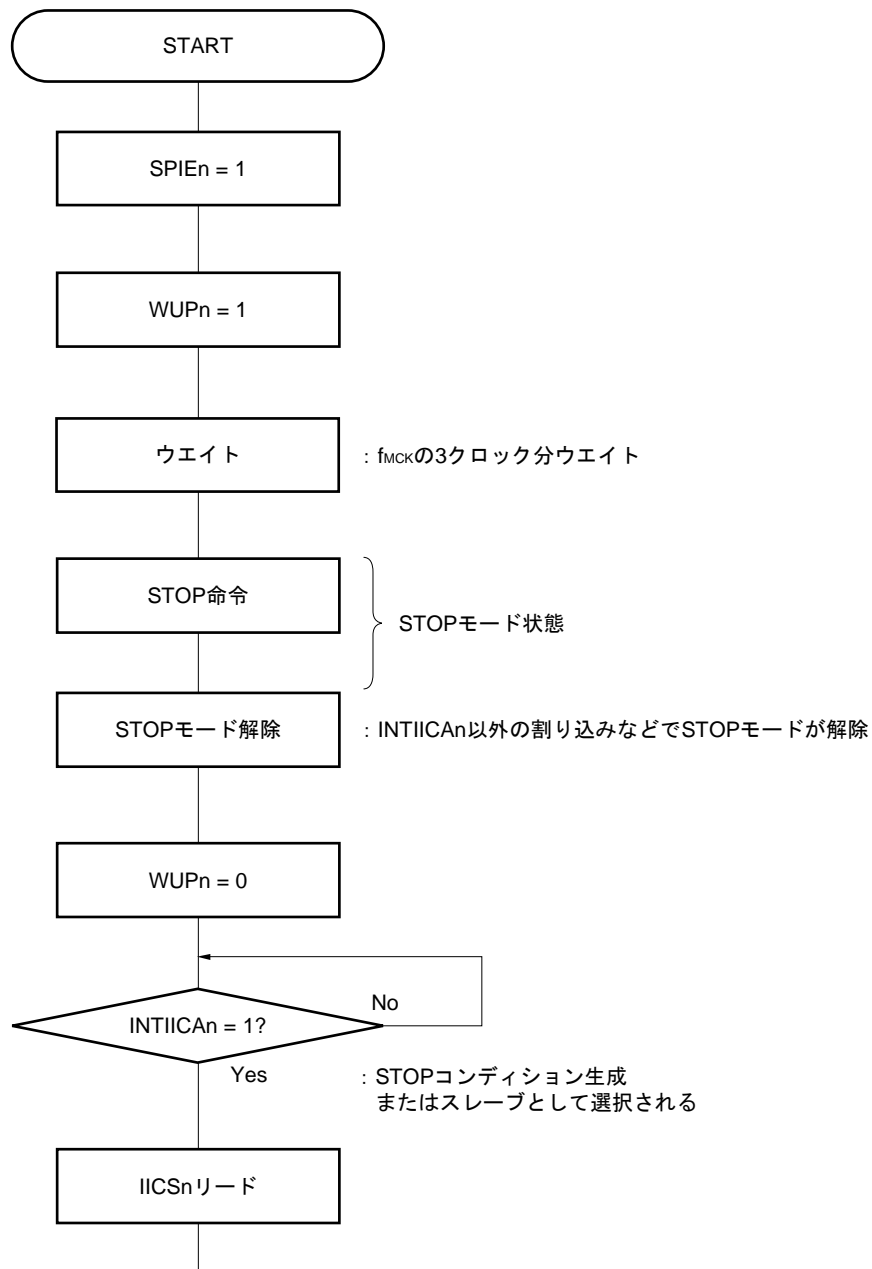 START
SPIEn = 1
WUPn = 1
ウエイト
: fMCKの3クロック分ウエイト
STOP命令
STOPモード状態
STOPモード解除
: INTIICAn以外の割り込みなどでSTOPモードが解除
WUPn = 0
No
INTIICAn = 1?
Yes
: STOPコンディション生成
またはスレーブとして選択される
IICSnリード